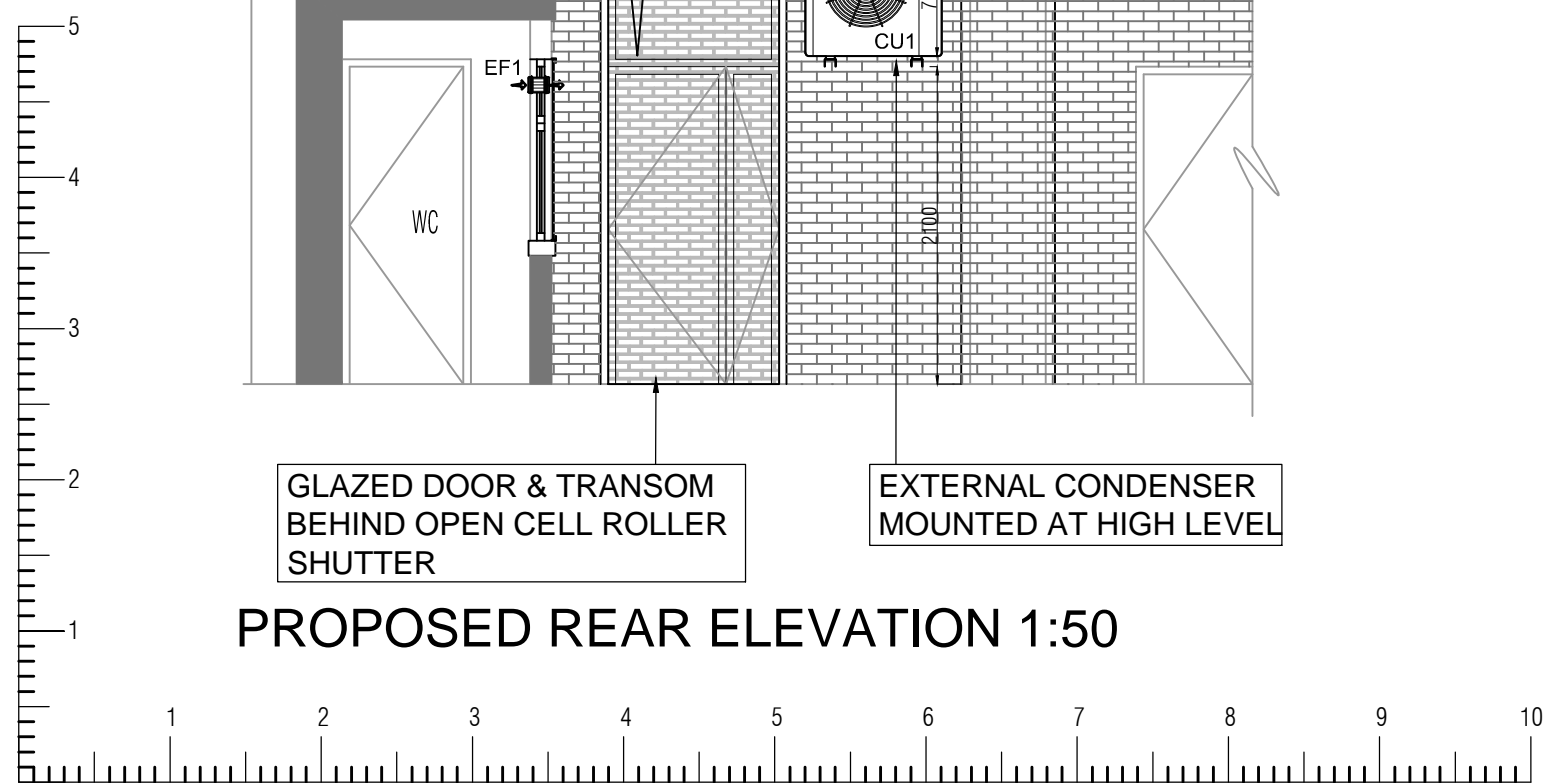 5
7
CU1
EF1
4
WC
2100
3
2
GLAZED DOOR & TRANSOM
BEHIND OPEN CELL ROLLER
SHUTTER
EXTERNAL CONDENSER
MOUNTED AT HIGH LEVEL
PROPOSED REAR ELEVATION 1:50
1
1 2 3 4 5 6 7 8 9 10